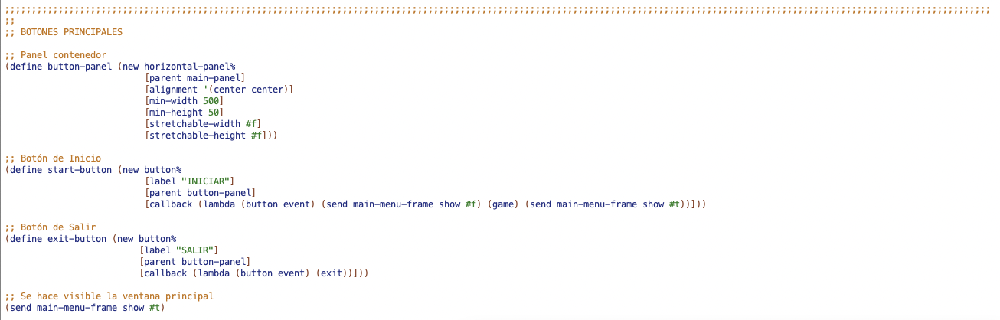 ;;;;;;;;;;;;;;;;;;;;;;;;;;;;;;;;;;;;;;;;;;;;;;;;;;;;;;;;;;;;;;;;;;;;;;;;;;;;;;;;;;;;;;;;;;;;;;;;;;;;;;;;;;;;;;;;;;;;;;;;;;;;;;;;;;;;;;;;;;;;;;;;;;;;;;;;;;;;;;;;;;;;;;;;;;;;;;;;;;;;;;;;
;;
;; BOTONES PRINCIPALES
;; Panel contenedor
(define button-panel (new horizontal-panel%
[parent main-panel]
[alignment '(center center)]
[min-width 500]
[min-height 50]
[stretchable-width #f]
[stretchable-height #f]))
;; Botón de Inicio
(define start-button (new button%
[label "INICIAR"]
[parent button-panel]
[callback (lambda (button event) (send main-menu-frame show #f) (game) (send main-menu-frame show #t))]))
;; Botón de Salir
(define exit-button (new button%
[label "SALIR"]
[parent button-panel]
[callback (lambda (button event) (exit))]))
;; Se hace visible la ventana principal
(send main-menu-frame show #t)